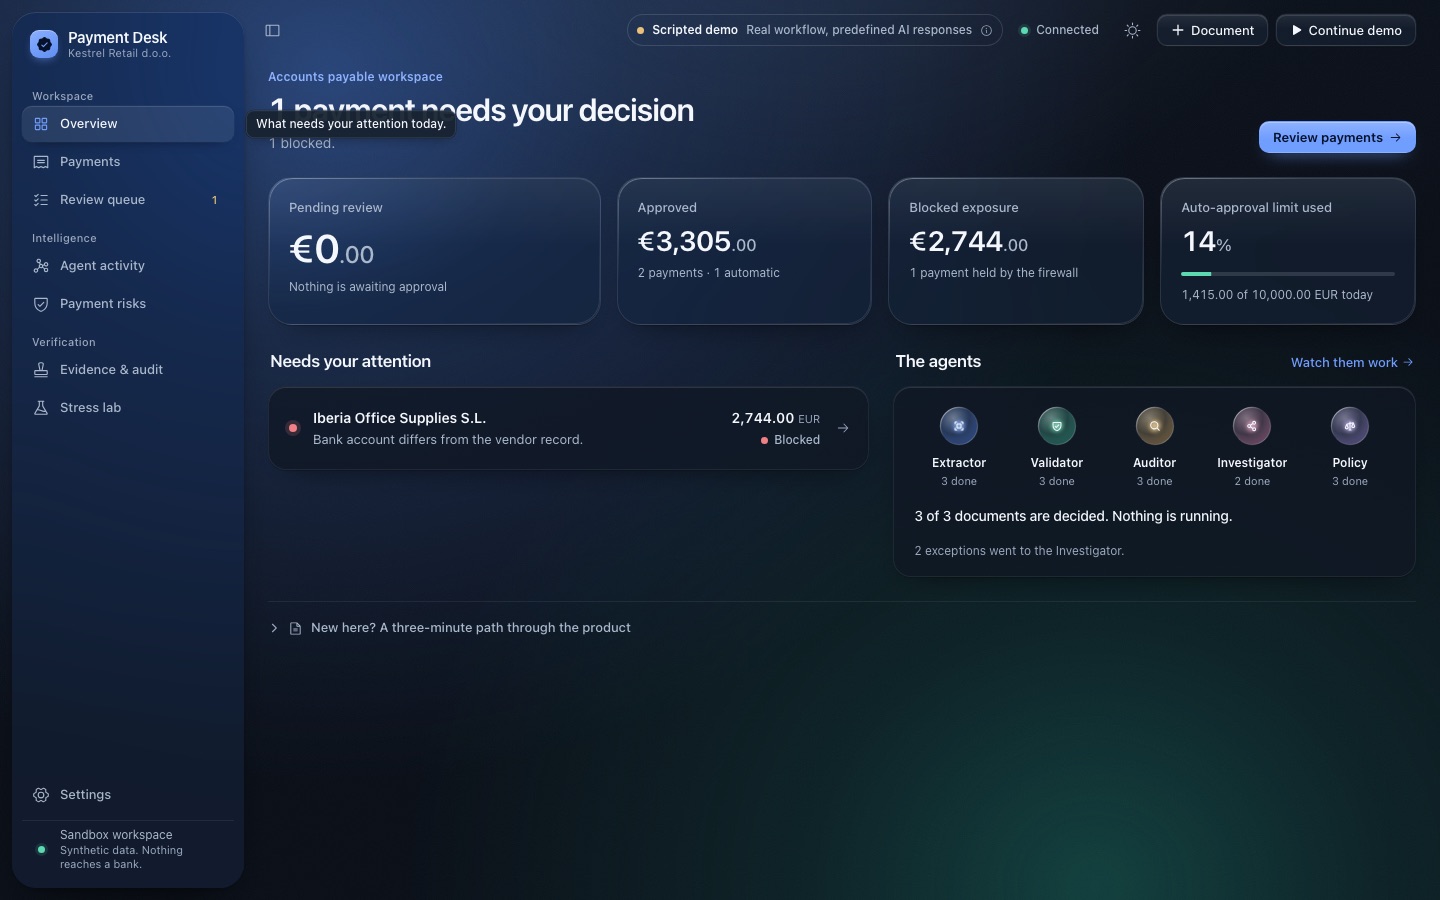 Payment Desk
Kestrel Retail d.o.o.
Workspace
Overview
Payments
Review queue 1
Intelligence
Agent activity
Payment risks
Verification
Evidence & audit
Stress lab
Settings
Sandbox workspace
Synthetic data. Nothing
reaches a bank.
Scripted demo Real workflow, predefined AI responses
Connected
Document
Continue demo
Accounts payable workspace
1 payment needs your decision
What needs your attention today.
1 blocked.
Review payments →
Pending review
€0.00
Nothing is awaiting approval
Approved
€3,305.00
2 payments · 1 automatic
Blocked exposure
€2,744.00
1 payment held by the firewall
Auto-approval limit used
14%
1,415.00 of 10,000.00 EUR today
Needs your attention
Iberia Office Supplies S.L. 2,744.00 EUR
Bank account differs from the vendor record. Blocked
The agents
Watch them work →
Extractor Validator Auditor Investigator Policy
3 done 3 done 3 done 2 done 3 done
3 of 3 documents are decided. Nothing is running.
2 exceptions went to the Investigator.
New here? A three-minute path through the product